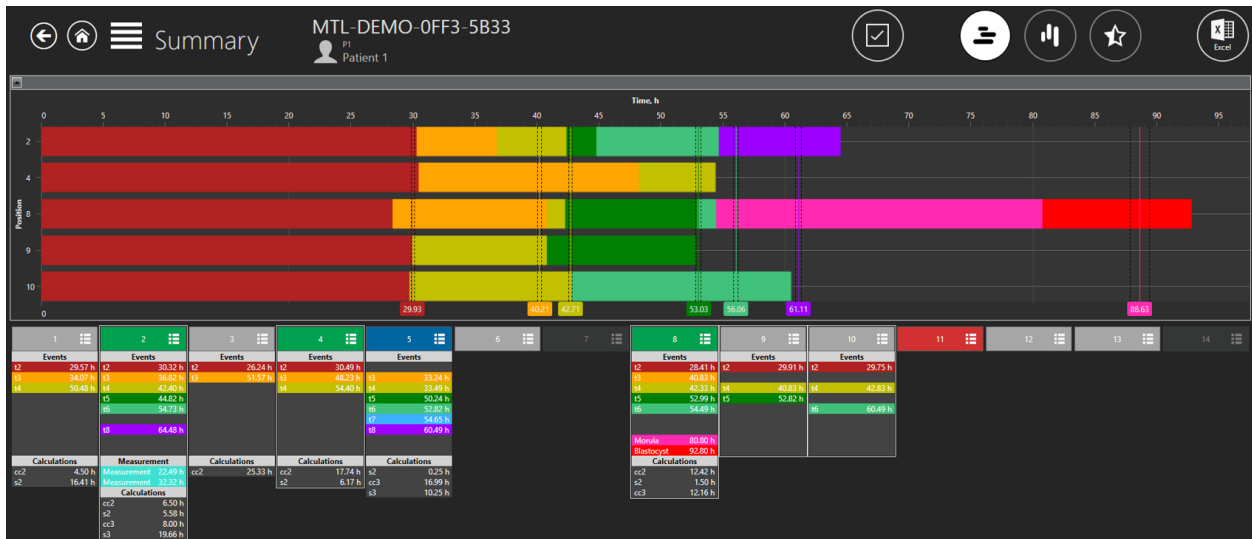 Summary
MTL-DEMO-0FF3-5B33
P1
Patient 1
Excel
Time, h
0 5 10 15 20 25 30 35 40 45 50 55 60 65 70 75 80 85 90 95
Position
2
4
8
9
10
0
29.93 40.21 42.71 53.03 56.06 61.11 88.63
1 2 3 4 5 6 7 8 9 10 11 12 13 14
Events Events Events Events Events Events Events Events
t2 29.57 h t2 30.32 h t2 26.24 h t2 30.49 h t2 28.41 h t2 29.91 h t2 29.75 h
t3 34.07 h t3 36.82 h t3 51.57 h t3 48.23 h t3 33.24 h t3 40.83 h
t4 50.48 h t4 42.40 h t4 54.40 h t4 33.49 h t4 42.33 h t4 40.83 h t4 42.83 h
t5 44.82 h t5 50.24 h t5 52.99 h t5 52.82 h
t6 54.73 h t6 52.82 h t6 54.49 h t6 60.49 h
t7 54.65 h
t8 64.48 h t8 60.49 h
Morula 80.80 h
Blastocyst 92.80 h
Calculations Measurement Calculations Calculations Calculations Calculations
cc2 4.50 h Measurement 22.49 h cc2 25.33 h cc2 17.74 h s2 0.25 h cc2 12.42 h
s2 16.41 h Measurement 32.32 h s2 6.17 h cc3 16.99 h s2 1.50 h
Calculations s3 10.25 h cc3 12.16 h
cc2 6.50 h
s2 5.58 h
cc3 8.00 h
s3 19.66 h